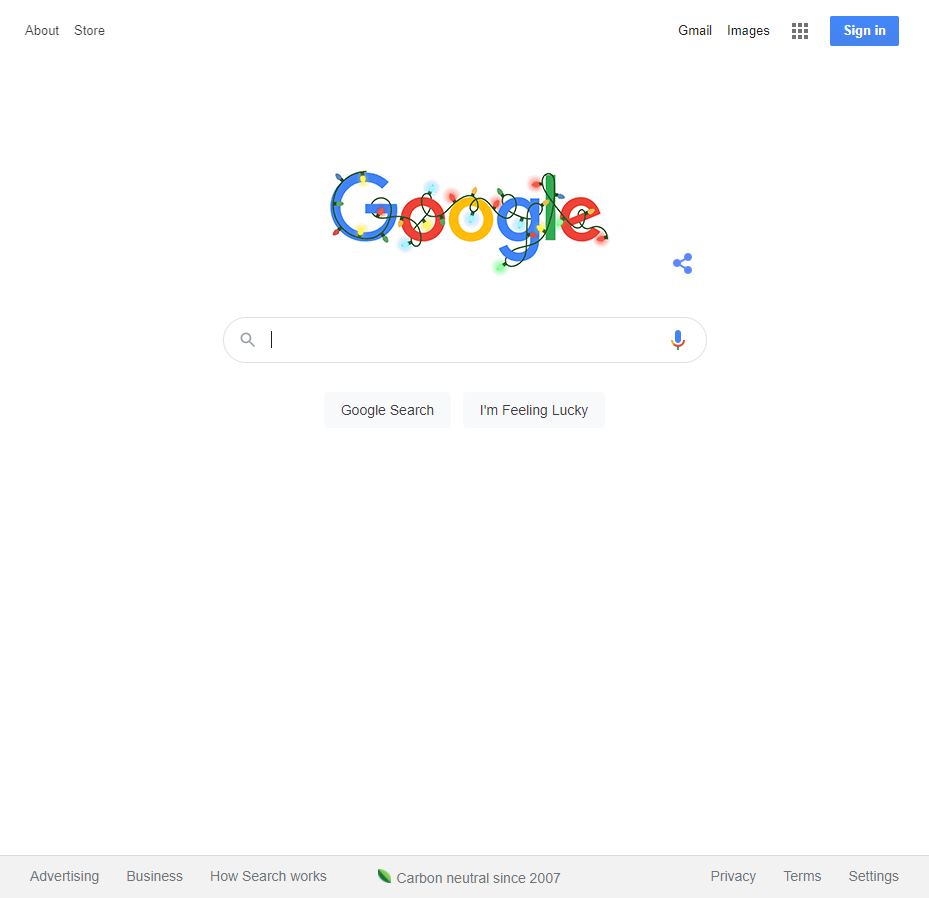 About Store Gmail Images Sign in
Google
Google Search I'm Feeling Lucky
Advertising Business How Search works Carbon neutral since 2007 Privacy Terms Settings